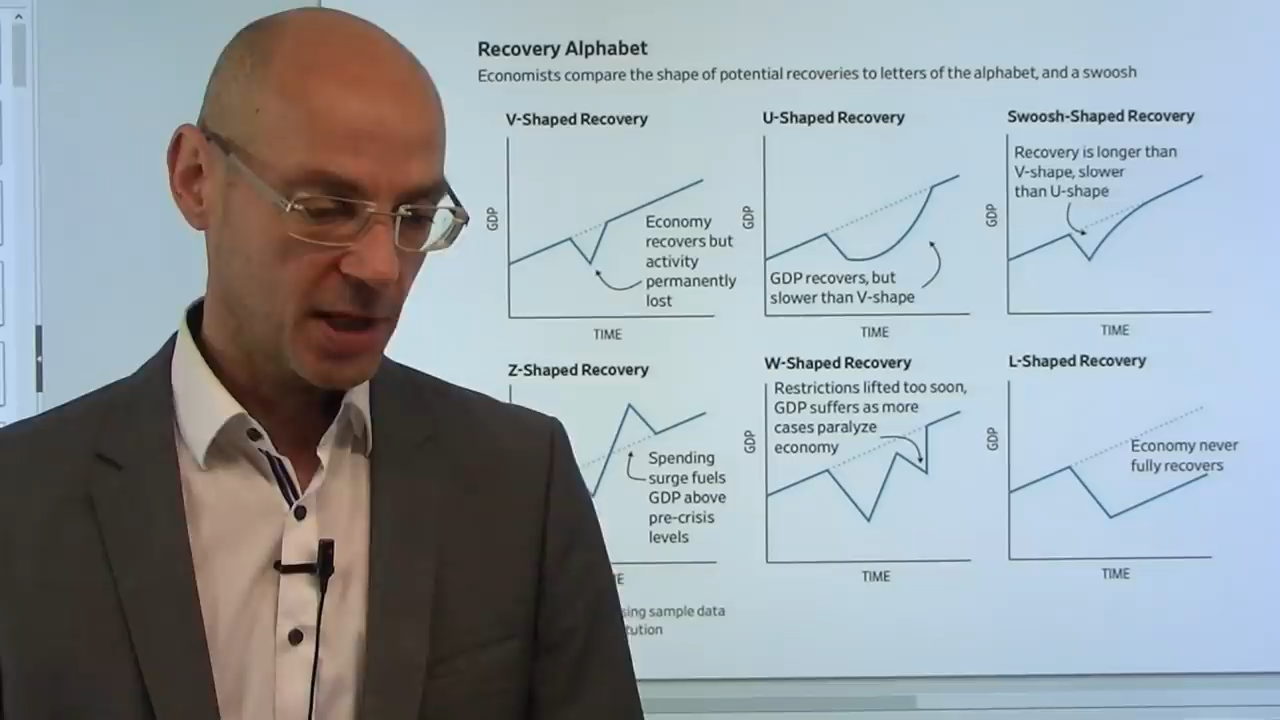 Recovery Alphabet
Economists compare the shape of potential recoveries to letters of the alphabet, and a swoosh
V-Shaped Recovery
GDP
Economy
recovers but
activity
permanently
lost
TIME
U-Shaped Recovery
GDP
GDP recovers, but
slower than V-shape
TIME
Swoosh-Shaped Recovery
Recovery is longer than
V-shape, slower
than U-shape
GDP
TIME
Z-Shaped Recovery
Spending
surge fuels
GDP above
pre-crisis
levels
E
W-Shaped Recovery
Restrictions lifted too soon,
GDP suffers as more
cases paralyze
economy
GDP
TIME
L-Shaped Recovery
GDP
Economy never
fully recovers
TIME
sample data